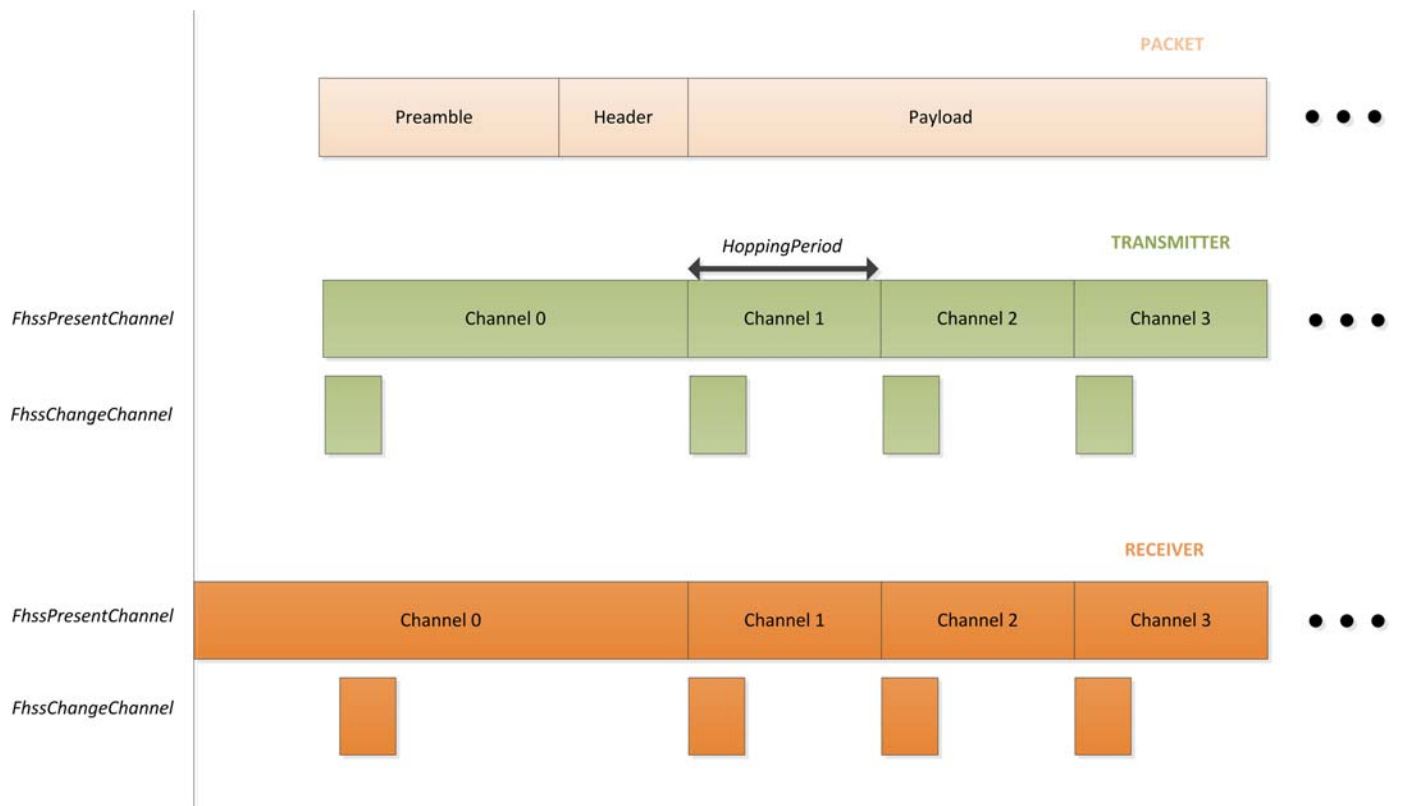 PACKET
Preamble
Header
Payload
HoppingPeriod
TRANSMITTER
FhssPresentChannel
Channel 0
Channel 1
Channel 2
Channel 3
FhssChangeChannel
RECEIVER
FhssPresentChannel
Channel 0
Channel 1
Channel 2
Channel 3
FhssChangeChannel